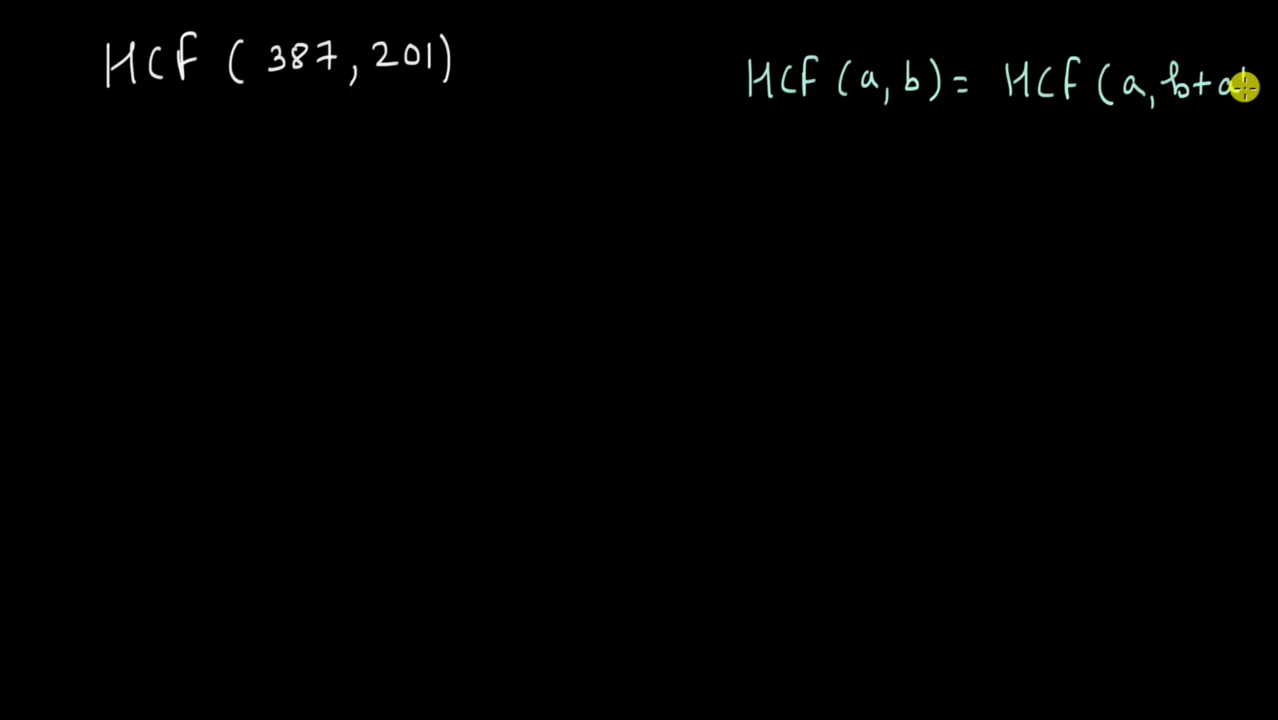 HCF ( 387, 201)
HCF (a, b) = HCF (a, b+a